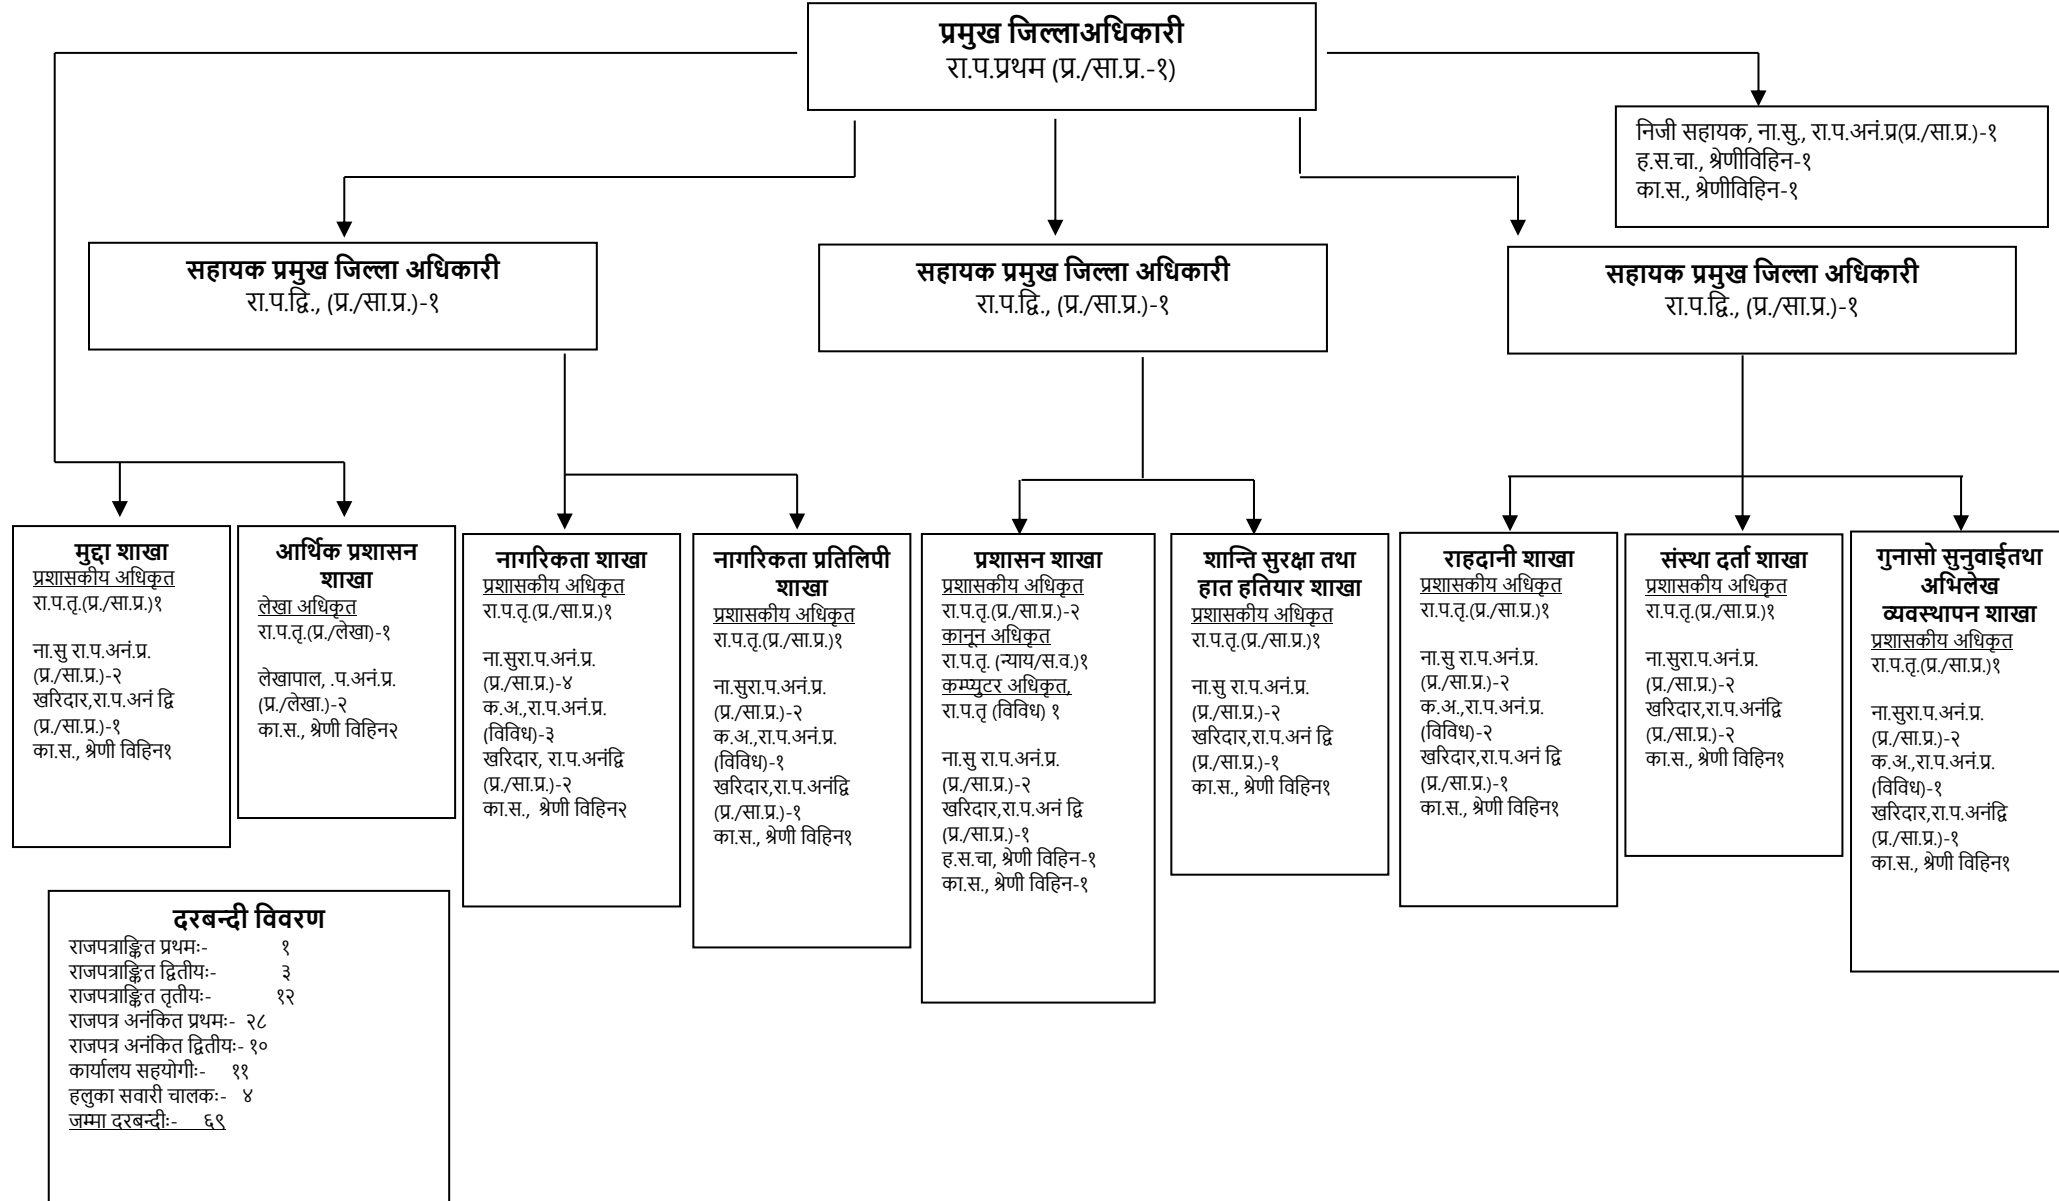 प्रमुख जिल्लाअधिकारी
रा.प.प्रथम (प्र./सा.प्र.-१)
निजी सहायक, ना.सु., रा.प.अनं.प्र(प्र./सा.प्र.)-१
ह.स.चा., श्रेणीविहिन-१
का.स., श्रेणीविहिन-१
सहायक प्रमुख जिल्ला अधिकारी
रा.प.द्वि., (प्र./सा.प्र.)-१
सहायक प्रमुख जिल्ला अधिकारी
रा.प.द्वि., (प्र./सा.प्र.)-१
सहायक प्रमुख जिल्ला अधिकारी
रा.प.द्वि., (प्र./सा.प्र.)-१
मुद्दा शाखा
प्रशासकीय अधिकृत
रा.प.तृ.(प्र./सा.प्र.)१
ना.सु रा.प.अनं.प्र.
(प्र./सा.प्र.)-२
खरिदार,रा.प.अनं द्वि
(प्र./सा.प्र.)-१
का.स., श्रेणी विहिन१
आर्थिक प्रशासन
शाखा
लेखा अधिकृत
रा.प.तृ.(प्र./लेखा)-१
लेखापाल, .प.अनं.प्र.
(प्र./लेखा.)-२
का.स., श्रेणी विहिन२
नागरिकता शाखा
प्रशासकीय अधिकृत
रा.प.तृ.(प्र./सा.प्र.)१
ना.सुरा.प.अनं.प्र.
(प्र./सा.प्र.)-४
क.अ.,रा.प.अनं.प्र.
(विविध)-३
खरिदार, रा.प.अनंद्वि
(प्र./सा.प्र.)-२
का.स., श्रेणी विहिन२
नागरिकता प्रतिलिपी
शाखा
प्रशासकीय अधिकृत
रा.प.तृ.(प्र./सा.प्र.)१
ना.सुरा.प.अनं.प्र.
(प्र./सा.प्र.)-२
क.अ.,रा.प.अनं.प्र.
(विविध)-१
खरिदार,रा.प.अनंद्वि
(प्र./सा.प्र.)-१
का.स., श्रेणी विहिन१
प्रशासन शाखा
प्रशासकीय अधिकृत
रा.प.तृ.(प्र./सा.प्र.)-२
कानून अधिकृत
रा.प.तृ. (न्याय/स.व.)१
कम्प्युटर अधिकृत,
रा.प.तृ (विविध) १
ना.सु रा.प.अनं.प्र.
(प्र./सा.प्र.)-२
खरिदार,रा.प.अनं द्वि
(प्र./सा.प्र.)-१
ह.स.चा, श्रेणी विहिन-१
का.स., श्रेणी विहिन-१
शान्ति सुरक्षा तथा
हात हतियार शाखा
प्रशासकीय अधिकृत
रा.प.तृ.(प्र./सा.प्र.)१
ना.सु रा.प.अनं.प्र.
(प्र./सा.प्र.)-२
खरिदार,रा.प.अनं द्वि
(प्र./सा.प्र.)-१
का.स., श्रेणी विहिन१
राहदानी शाखा
प्रशासकीय अधिकृत
रा.प.तृ.(प्र./सा.प्र.)१
ना.सु रा.प.अनं.प्र.
(प्र./सा.प्र.)-२
क.अ.,रा.प.अनं.प्र.
(विविध)-२
खरिदार,रा.प.अनं द्वि
(प्र./सा.प्र.)-१
का.स., श्रेणी विहिन१
संस्था दर्ता शाखा
प्रशासकीय अधिकृत
रा.प.तृ.(प्र./सा.प्र.)१
ना.सुरा.प.अनं.प्र.
(प्र./सा.प्र.)-२
खरिदार,रा.प.अनंद्वि
(प्र./सा.प्र.)-२
का.स., श्रेणी विहिन१
गुनासो सुनुवाईतथा
अभिलेख
व्यवस्थापन शाखा
प्रशासकीय अधिकृत
रा.प.तृ.(प्र./सा.प्र.)१
ना.सुरा.प.अनं.प्र.
(प्र./सा.प्र.)-२
क.अ.,रा.प.अनं.प्र.
(विविध)-१
खरिदार,रा.प.अनंद्वि
(प्र./सा.प्र.)-१
का.स., श्रेणी विहिन१
दरबन्दी विवरण
राजपत्राङ्कित प्रथमः- १
राजपत्राङ्कित द्वितीयः- ३
राजपत्राङ्कित तृतीयः- १२
राजपत्र अनंकित प्रथमः- २८
राजपत्र अनंकित द्वितीयः- १०
कार्यालय सहयोगीः- ११
हलुका सवारी चालकः- ४
जम्मा दरबन्दीः- ६९